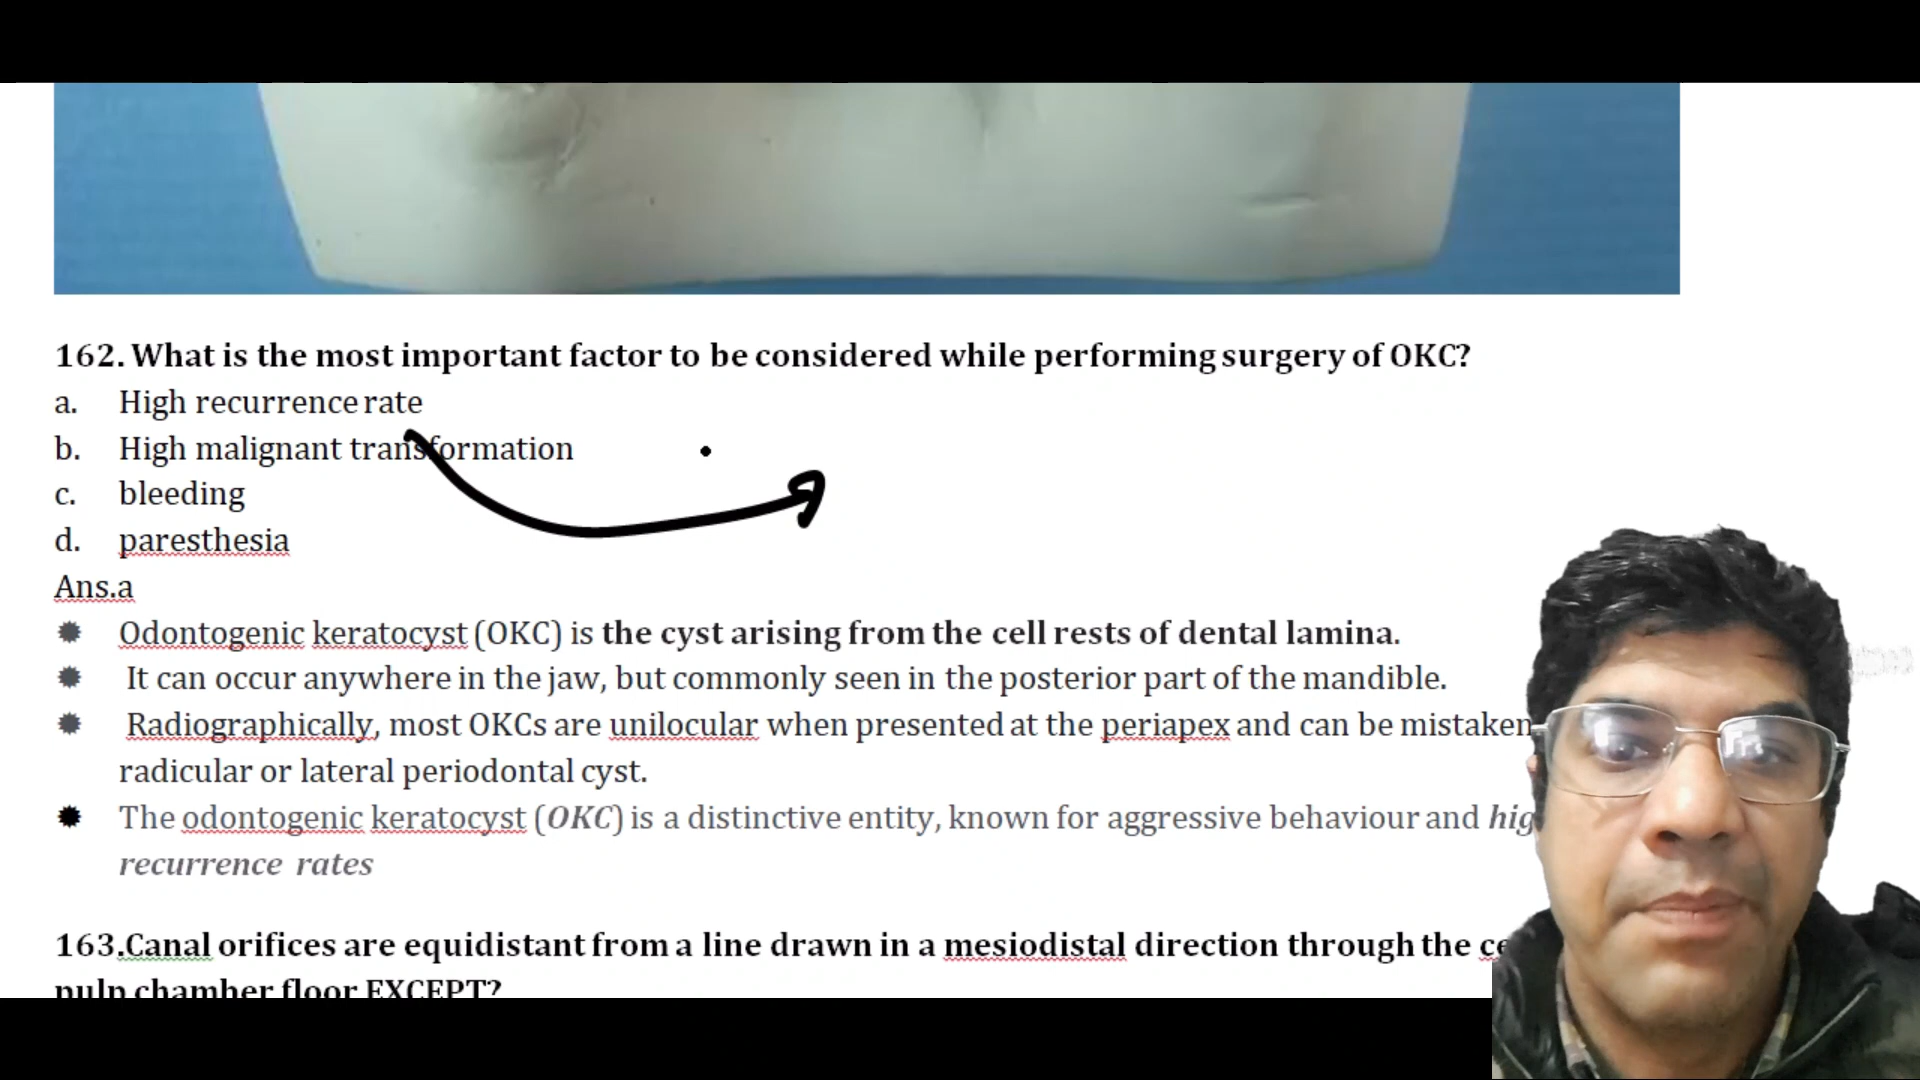 162. What is the most important factor to be considered while performing surgery of OKC?
a. High recurrence rate
b. High malignant transformation
c. bleeding
d. paresthesia
Ans.a
Odontogenic keratocyst (OKC) is the cyst arising from the cell rests of dental lamina.
It can occur anywhere in the jaw, but commonly seen in the posterior part of the mandible.
Radiographically, most OKCs are unilocular when presented at the periapex and can be mistaken
radicular or lateral periodontal cyst.
The odontogenic keratocyst (OKC) is a distinctive entity, known for aggressive behaviour and
recurrence rates
163.Canal orifices are equidistant from a line drawn in a mesiodistal direction through the
pulp chamber floor EXCEPT?